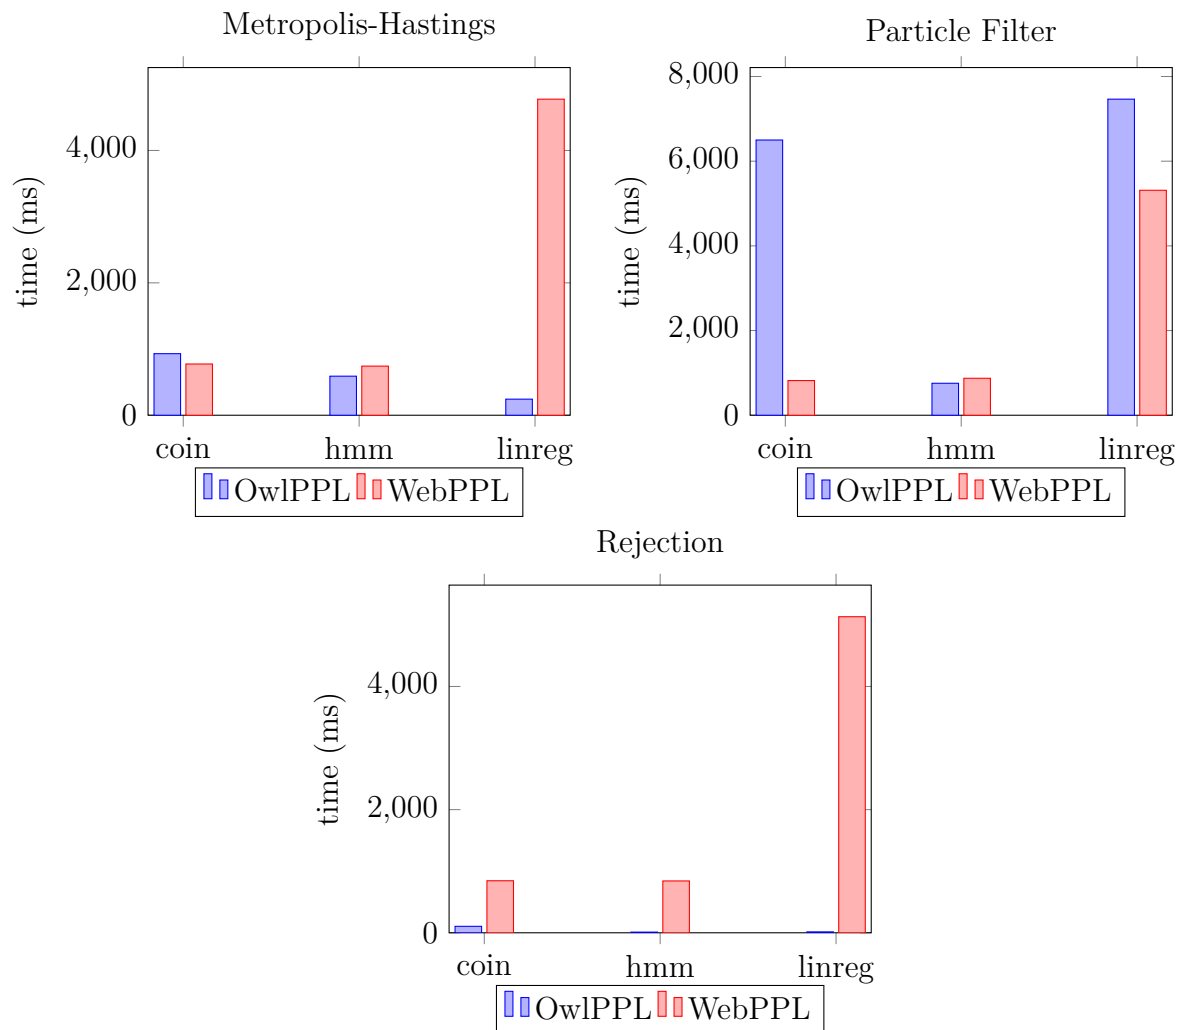 Metropolis-Hastings
time (ms)
4,000
2,000
0
coin hmm linreg
OwlPPL WebPPL
Particle Filter
time (ms)
8,000
6,000
4,000
2,000
0
coin hmm linreg
OwlPPL WebPPL
Rejection
time (ms)
4,000
2,000
0
coin hmm linreg
OwlPPL WebPPL